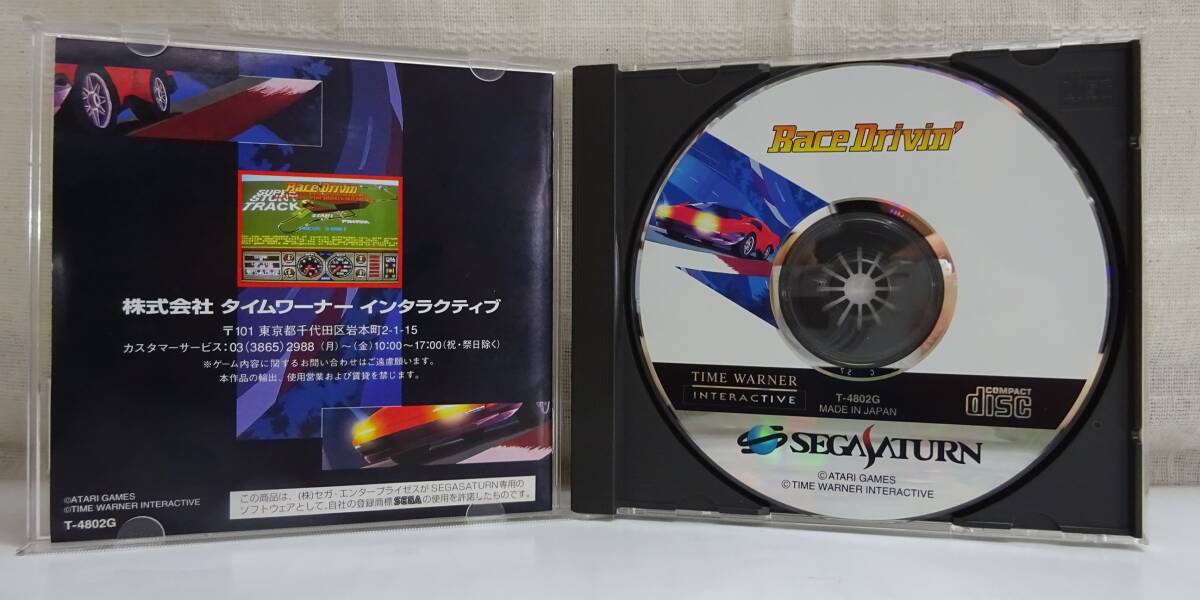 SUPER
STUNT
TRACK
Race Drivin'
START
株式会社 タイムワーナー インタラクティブ
〒101 東京都千代田区岩本町2-1-15
カスタマーサービス：03(3865)2988 (月)〜(金)10:00〜17:00(祝・祭日除く)
※ゲーム内容に関するお問い合わせはご遠慮願います。
本作品の輸出、使用営業および賃貸を禁じます。
©ATARI GAMES
©TIME WARNER INTERACTIVE
T-4802G
この商品は、(株)セガ・エンタープライゼスがSEGASATURN専用の
ソフトウェアとして、自社の登録商標SEGAの使用を許諾したものです。
Race Drivin'
TIME WARNER
INTERACTIVE
T-4802G
MADE IN JAPAN
COMPACT
disc
SEGASATURN
©ATARI GAMES
©TIME WARNER INTERACTIVE